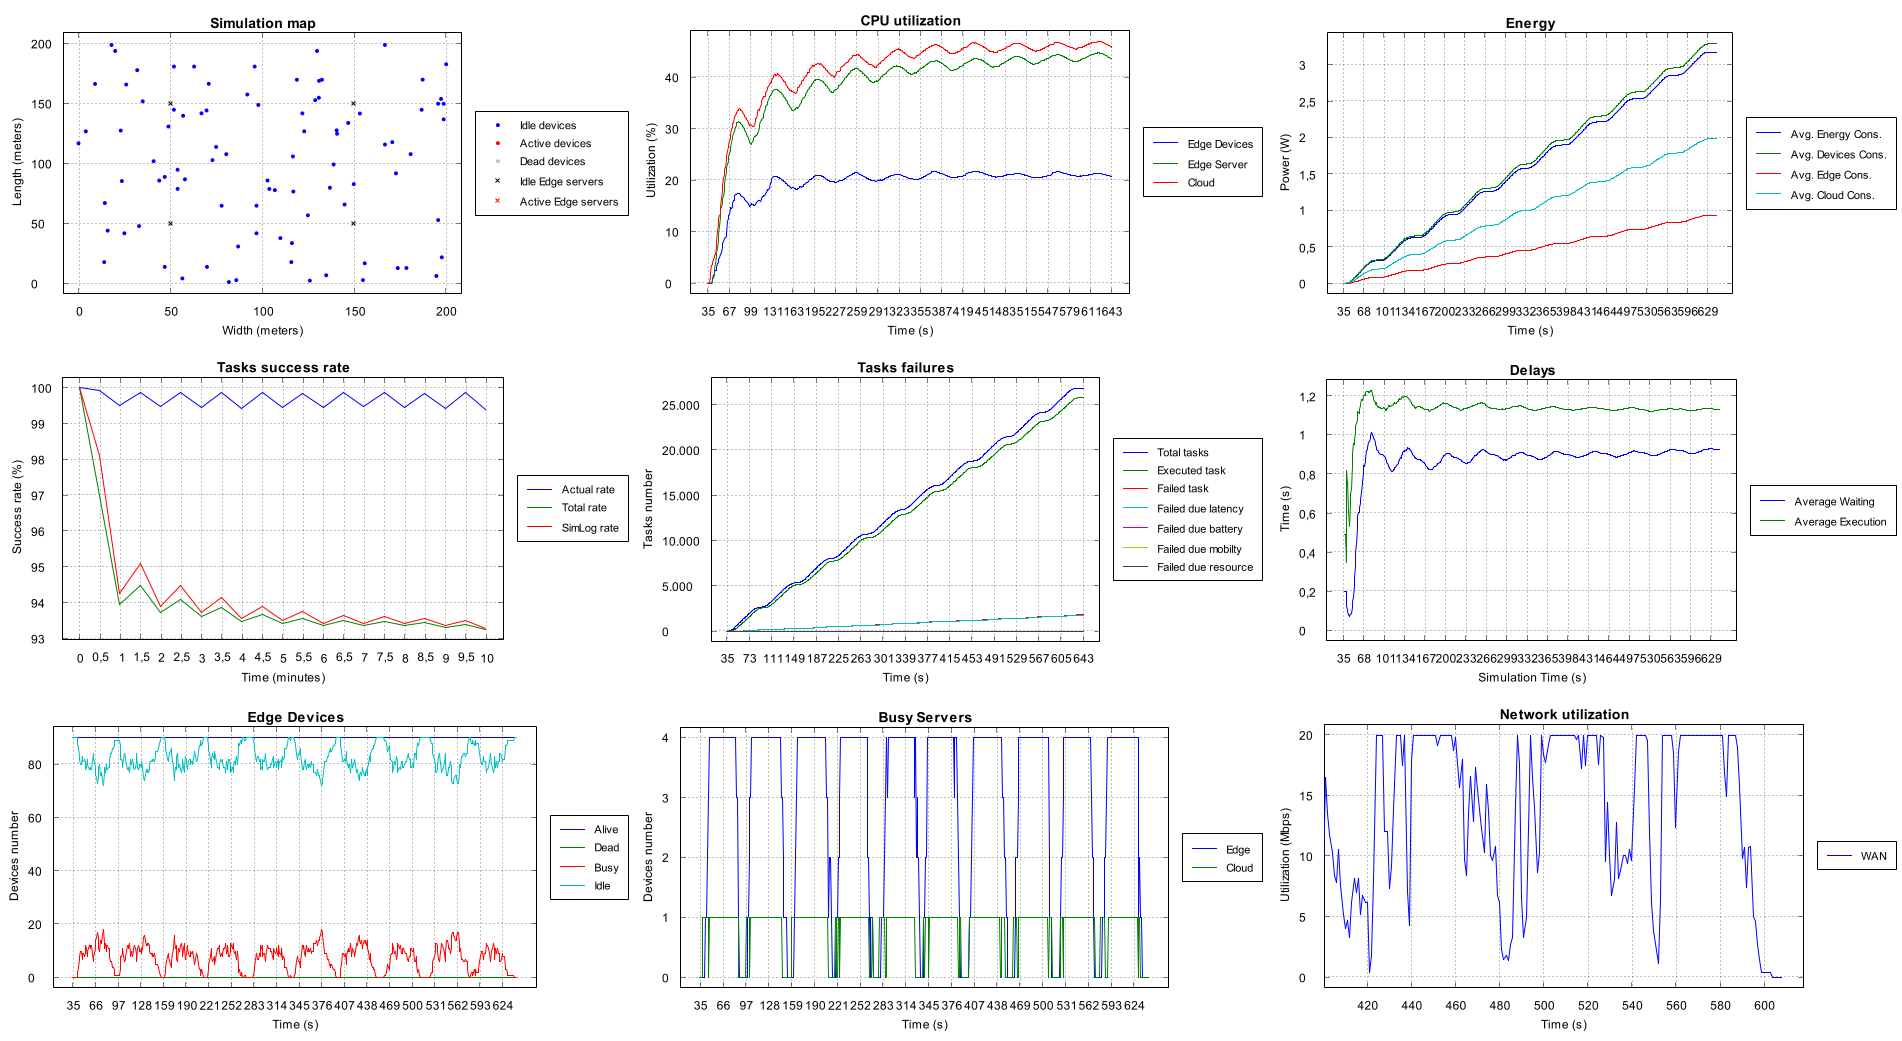 Simulation map
Length (meters)
200
150
100
50
0
0 50 100 150 200
Width (meters)
Idle devices
Active devices
Dead devices
Idle Edge servers
Active Edge servers
CPU utilization
Utilization (%)
40
30
20
10
0
35 67 99 131163195227259291323355387419451483515547579611643
Time (s)
Edge Devices
Edge Server
Cloud
Energy
Power (W)
3
2,5
2
1,5
1
0,5
0
35 68 101134167200233266299332365398431464497530563596629
Time (s)
Avg. Energy Cons.
Avg. Devices Cons.
Avg. Edge Cons.
Avg. Cloud Cons.
Tasks success rate
Success rate (%)
100
99
98
97
96
95
94
93
0 0,5 1 1,5 2 2,5 3 3,5 4 4,5 5 5,5 6 6,5 7 7,5 8 8,5 9 9,5 10
Time (minutes)
Actual rate
Total rate
SimLog rate
Tasks failures
Tasks number
25.000
20.000
15.000
10.000
5.000
0
35 73 111149187225263301339377415453491529567605643
Time (s)
Total tasks
Executed task
Failed task
Failed due latency
Failed due battery
Failed due mobilty
Failed due resource
Delays
Time (s)
1,2
1
0,8
0,6
0,4
0,2
0
35 68 101134167200233266299332365398431464497530563596629
Simulation Time (s)
Average Waiting
Average Execution
Edge Devices
Devices number
80
60
40
20
0
35 66 97 128 159 190 221252 283 314 345 376 407 438 469 500 531562 593 624
Time (s)
Alive
Dead
Busy
Idle
Busy Servers
Devices number
4
3
2
1
0
35 66 97 128 159 190 221252 283 314 345 376 407 438 469 500 531562 593 624
Time (s)
Edge
Cloud
Network utilization
Utilization (Mbps)
20
15
10
5
0
420 440 460 480 500 520 540 560 580 600
Time (s)
WAN